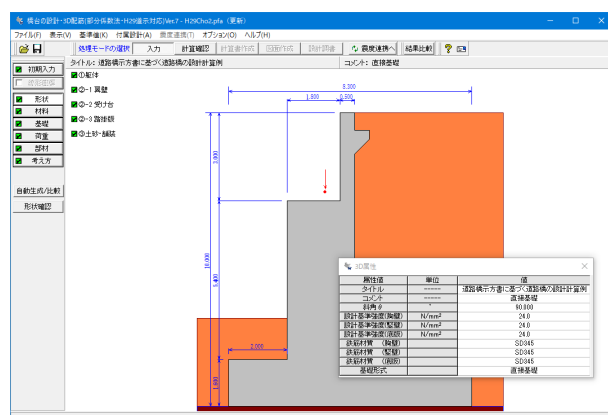 橋台の設計・3D配筋(部分係数法・H29道示対応)Ver.7 - H29Cho2.pha（更新）
ファイル(F) 表示(V) 基準値(K) 付属設計(A) 震度連携(T) オプション(O) ヘルプ(H)
処理モードの選択 入力 計算確認 計算書作成 図面作成 設計調書 震度連携へ 結果比較
タイトル: 道路橋示方書に基づく道路橋の設計計算例 コメント: 直接基礎
初期入力
形状
材料
基礎
荷重
部材
考え方
自動生成/比較
形状確認
①躯体
②-1 翼壁
②-2 受け台
②-3 踏掛版
③土砂・舗装
1.500 0.500
3.000
10.000
5.400
2.000
1.600
3D属性
属性値 単位 値
タイトル ----- 道路橋示方書に基づく道路橋の設計計算例
コメント ----- 直接基礎
斜角 θ ° 90.000
設計基準強度(胸壁) N/mm² 24.0
設計基準強度(竪壁) N/mm² 24.0
設計基準強度(底版) N/mm² 24.0
鉄筋材質 (胸壁) SD345
鉄筋材質 (竪壁) SD345
鉄筋材質 (底版) SD345
基礎形式 直接基礎